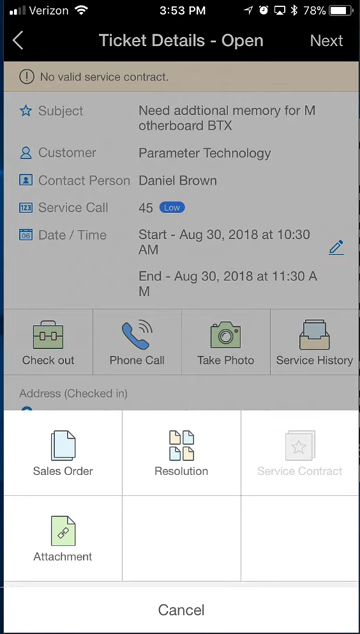 Verizon 3:53 PM 78%
Ticket Details - Open Next
No valid service contract.
Subject Need addtional memory for M
otherboard BTX
Customer Parameter Technology
Contact Person Daniel Brown
123 Service Call 45 Low
Date / Time Start - Aug 30, 2018 at 10:30
AM
End - Aug 30, 2018 at 11:30 A
M
Check out Phone Call Take Photo Service History
Address (Checked in)
Sales Order Resolution Service Contract
Attachment
Cancel